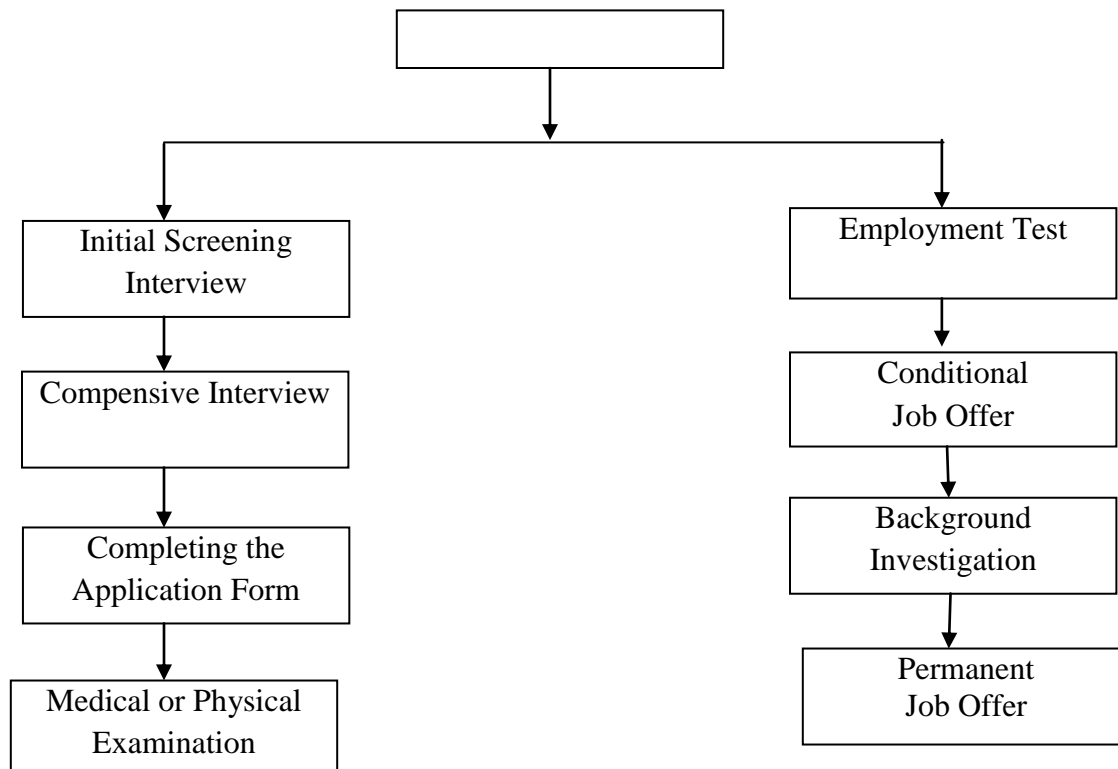 Initial Screening
Interview
Compensive Interview
Completing the
Application Form
Medical or Physical
Examination
Employment Test
Conditional
Job Offer
Background
Investigation
Permanent
Job Offer